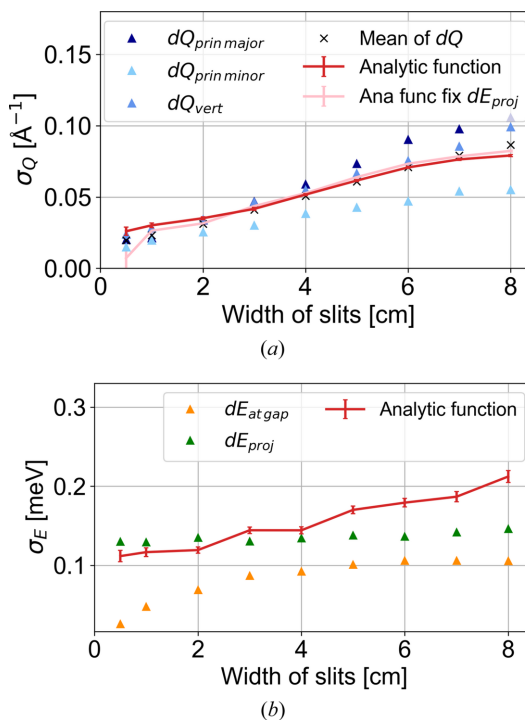 0.15
0.10
0.05
0.00
σ_Q [Å⁻¹]
dQ_prin major
dQ_prin minor
dQ_vert
Mean of dQ
Analytic function
Ana func fix dE_proj
0 2 4 6 8
Width of slits [cm]
(a)
0.3
0.2
0.1
σ_E [meV]
dE_at gap
dE_proj
Analytic function
0 2 4 6 8
Width of slits [cm]
(b)